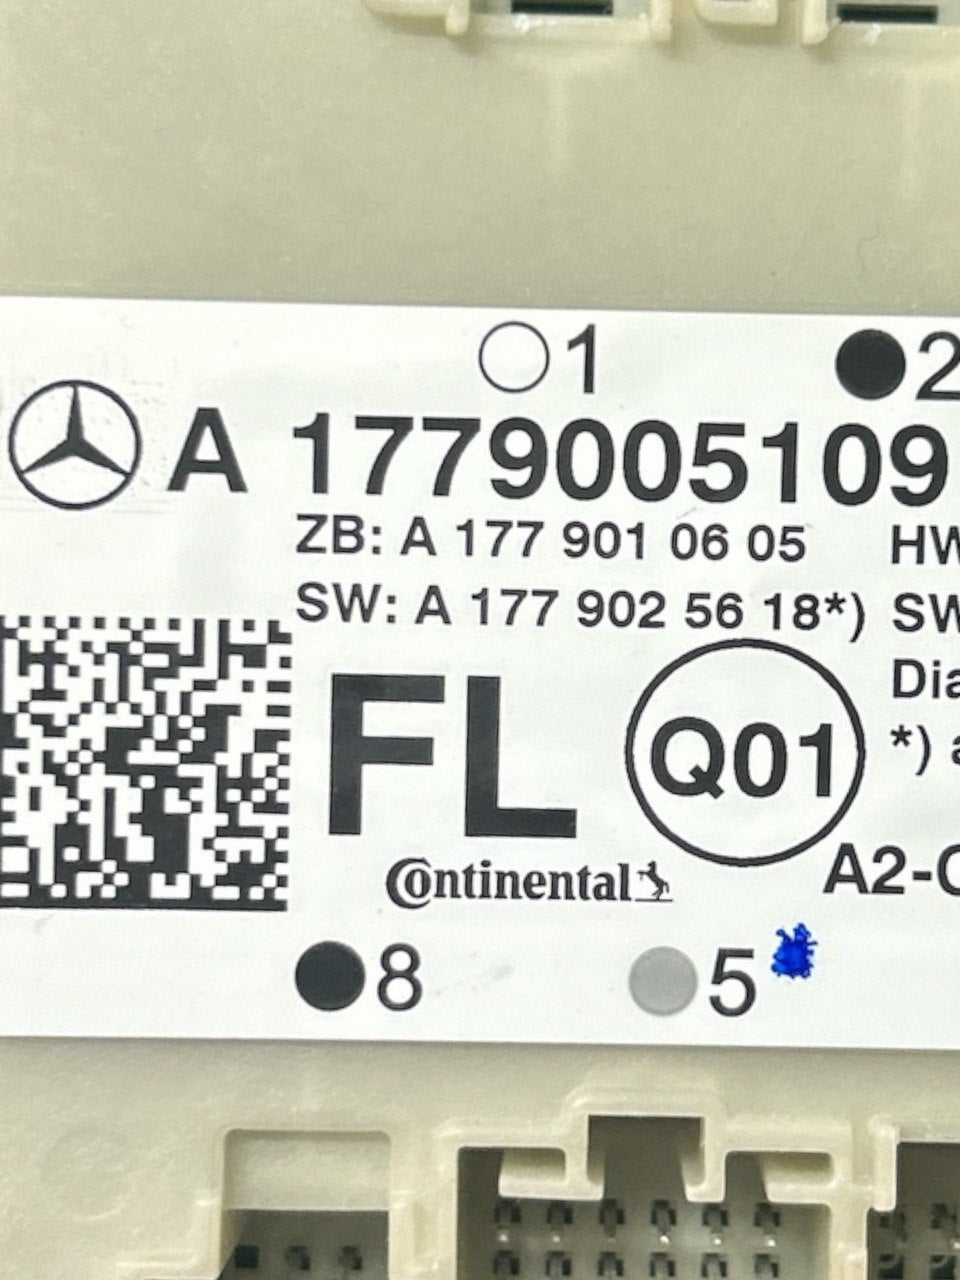 1 2
A 1779005109
ZB: A 177 901 06 05 HW
SW: A 177 902 56 18*) SW
Dia
*) a
FL Q01
Continental
A2-
8 5